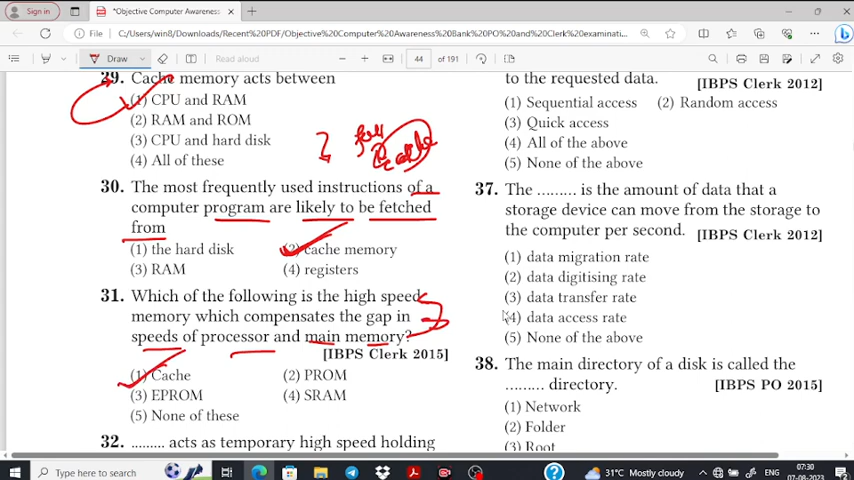 Sign in
*Objective Computer Awareness
C:/Users/win8/Downloads/Recent%20PDF/Objective%20Computer%20Awareness%20Bank%20PO%20and%20Clerk%20examinati...
Draw
Read aloud
44 of 191
29. Cache memory acts between
(1) CPU and RAM
(2) RAM and ROM
(3) CPU and hard disk
(4) All of these
30. The most frequently used instructions of a
computer program are likely to be fetched
from
(1) the hard disk (2) cache memory
(3) RAM (4) registers
31. Which of the following is the high speed
memory which compensates the gap in
speeds of processor and main memory?
[IBPS Clerk 2015]
(1) Cache (2) PROM
(3) EPROM (4) SRAM
(5) None of these
32. ......... acts as temporary high speed holding
to the requested data. [IBPS Clerk 2012]
(1) Sequential access (2) Random access
(3) Quick access
(4) All of the above
(5) None of the above
37. The ......... is the amount of data that a
storage device can move from the storage to
the computer per second. [IBPS Clerk 2012]
(1) data migration rate
(2) data digitising rate
(3) data transfer rate
(4) data access rate
(5) None of the above
38. The main directory of a disk is called the
......... directory. [IBPS PO 2015]
(1) Network
(2) Folder
(3) Root
Type here to search
31°C Mostly cloudy
ENG
07:30
07-08-2023